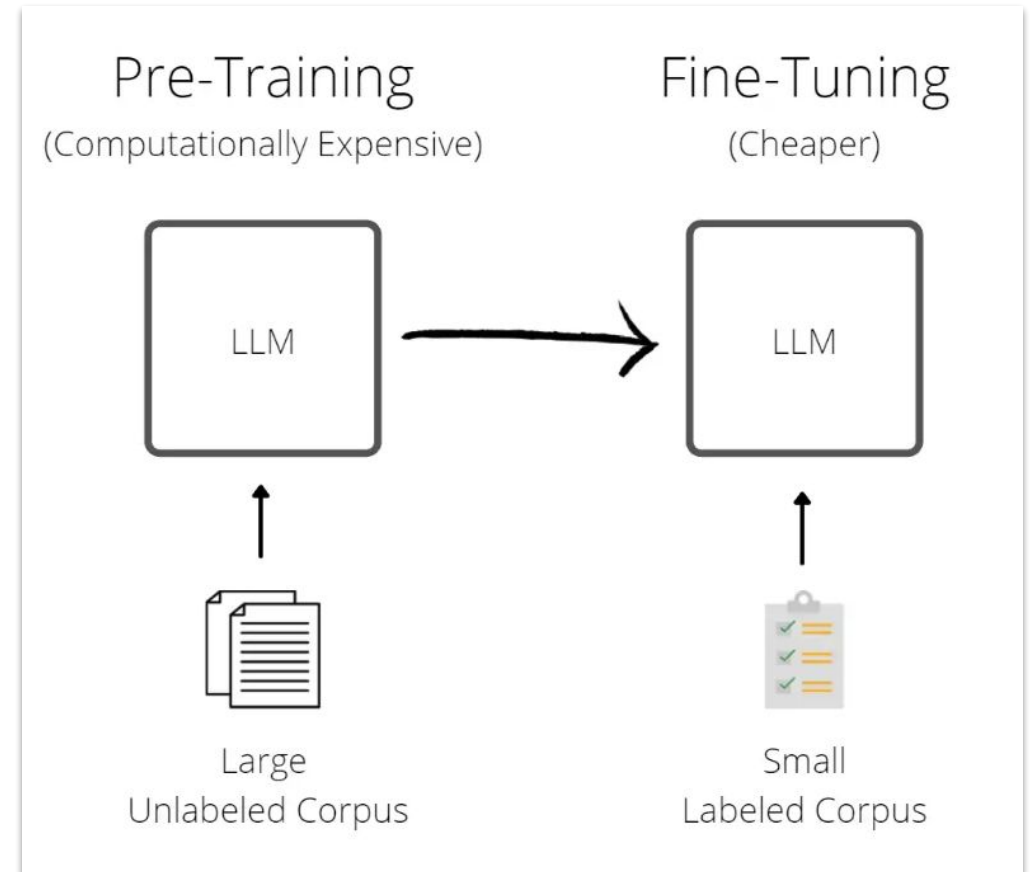 Pre-Training
(Computationally Expensive)
LLM
Large
Unlabeled Corpus
Fine-Tuning
(Cheaper)
LLM
Small
Labeled Corpus